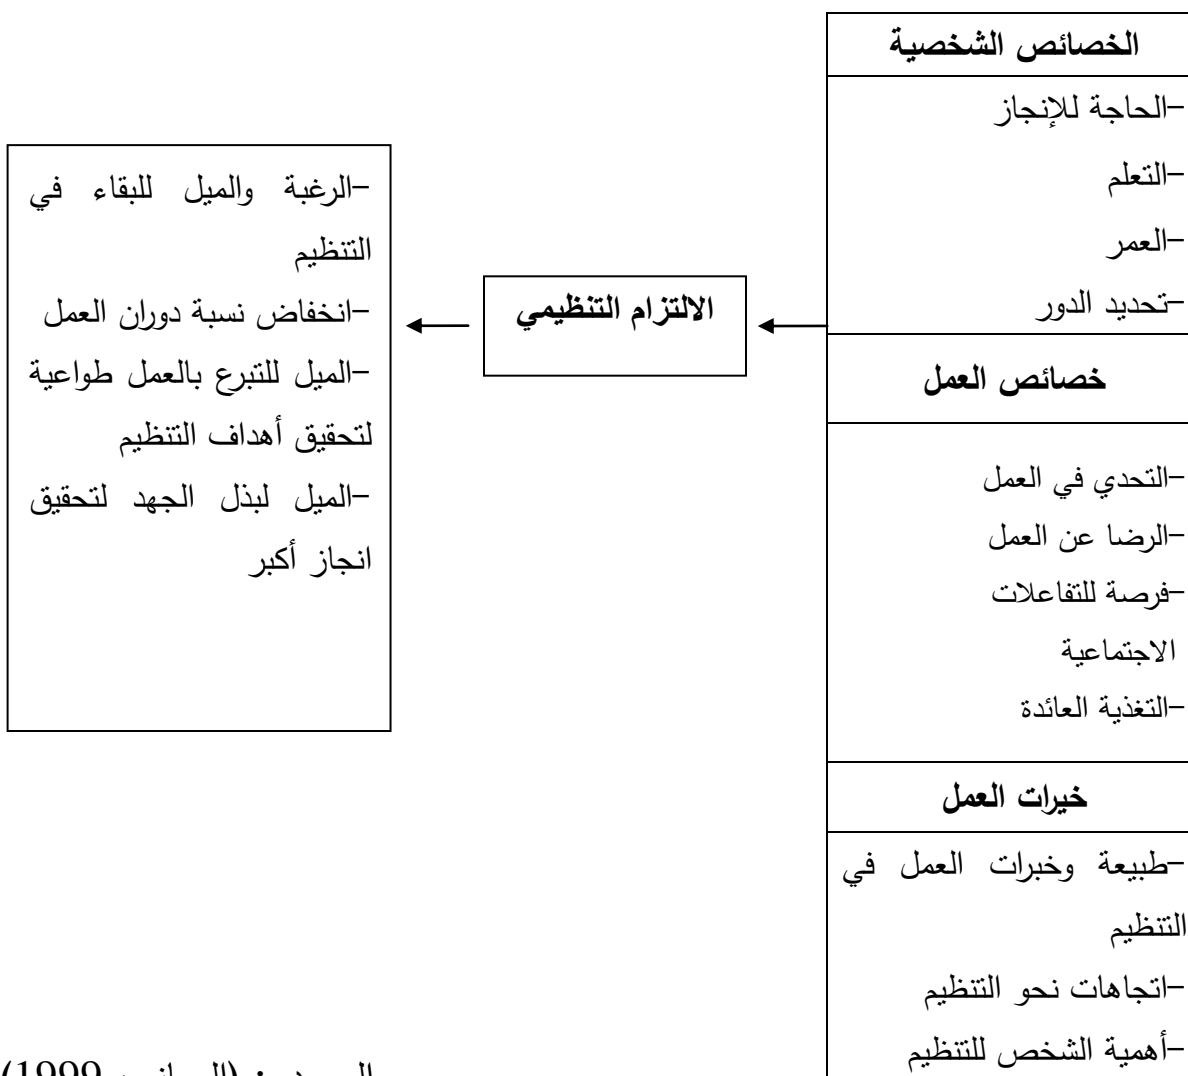 الخصائص الشخصية
-الحاجة للإنجاز
-التعلم
-العمر
-تحديد الدور
خصائص العمل
-التحدي في العمل
-الرضا عن العمل
-فرصة للتفاعلات
الاجتماعية
-التغذية العائدة
خيرات العمل
-طبيعة وخبرات العمل في
التنظيم
-اتجاهات نحو التنظيم
-أهمية الشخص للتنظيم
الالتزام التنظيمي
-الرغبة والميل للبقاء في
التنظيم
-انخفاض نسبة دوران العمل
-الميل للتبرع بالعمل طواعية
لتحقيق أهداف التنظيم
-الميل لبذل الجهد لتحقيق
انجاز أكبر
(1999